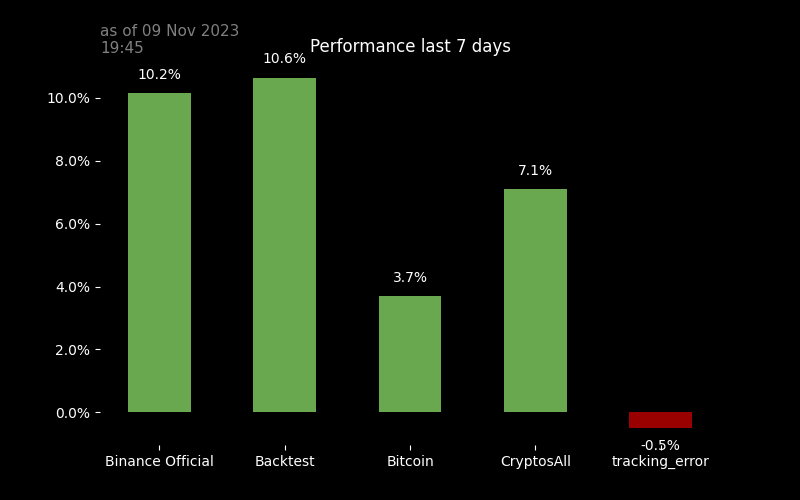 as of 09 Nov 2023
19:45
Performance last 7 days
10.2%
10.6%
3.7%
7.1%
-0.5%
10.0%
8.0%
6.0%
4.0%
2.0%
0.0%
Binance Official
Backtest
Bitcoin
CryptosAll
tracking_error